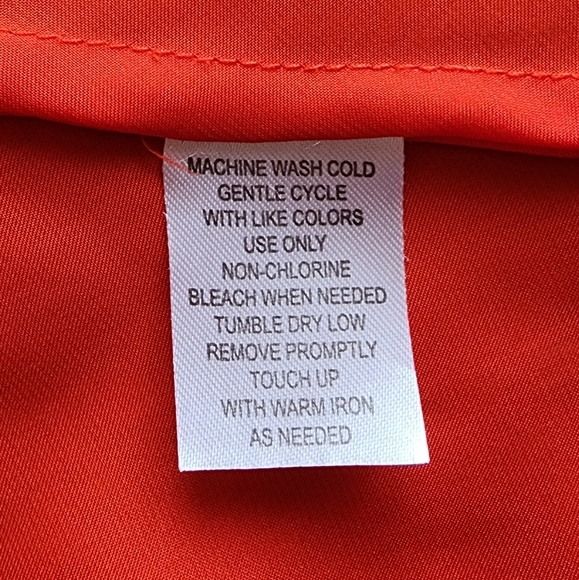 MACHINE WASH COLD
GENTLE CYCLE
WITH LIKE COLORS
USE ONLY
NON-CHLORINE
BLEACH WHEN NEEDED
TUMBLE DRY LOW
REMOVE PROMPTLY
TOUCH UP
WITH WARM IRON
AS NEEDED